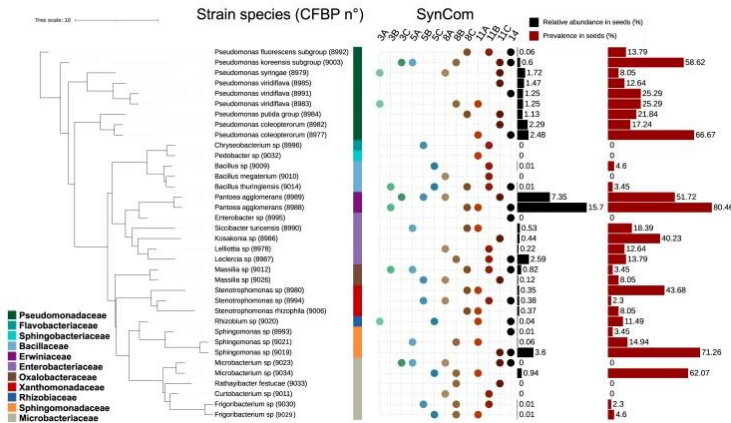 Strain species (CFBP n°) SynCom
Tree scale: 10
Relative abundance in seeds (%)
Prevalence in seeds (%)
3A 3B 3C 5A 5B 5C 8A 8B 8C 11A 11B 11C 14
Pseudomonas fluorescens subgroup (8992) 0.06 13.79
Pseudomonas koreensis subgroup (9003) 0.6 58.62
Pseudomonas syringae (8979) 1.72 8.05
Pseudomonas viridiflava (8985) 1.47 12.64
Pseudomonas viridiflava (8991) 1.25 25.29
Pseudomonas viridiflava (8983) 1.25 25.29
Pseudomonas putida group (8984) 1.13 21.84
Pseudomonas coleopterorum (8982) 2.29 17.24
Pseudomonas coleopterorum (8977) 2.48 66.67
Chryseobacterium sp (8996) 0 0
Pedobacter sp (9032) 0 0
Bacillus sp (9009) 0.01 4.6
Bacillus megaterium (9010) 0 0
Bacillus thuringiensis (9014) 0.01 3.45
Pantoea agglomerans (8989) 7.35 51.72
Pantoea agglomerans (8988) 15.7 80.46
Enterobacter sp (8995) 0 0
Siccibacter turicensis (8990) 0.53 18.39
Kosakonia sp (8986) 0.44 40.23
Lelliottia sp (8978) 0.22 12.64
Leclercia sp (8987) 2.59 13.79
Massilia sp (9012) 0.82 3.45
Massilia sp (9026) 0.12 8.05
Stenotrophomonas sp (8980) 0.35 43.68
Stenotrophomonas sp (8994) 0.38 2.3
Stenotrophomonas rhizophila (9006) 0.37 8.05
Rhizobium sp (9020) 0.04 11.49
Sphingomonas sp (8993) 0.01 3.45
Sphingomonas sp (9021) 0.06 14.94
Sphingomonas sp (9019) 3.6 71.26
Microbacterium sp (9023) 0 0
Microbacterium sp (9034) 0.94 62.07
Rathayibacter festucae (9033) 0 0
Curtobacterium sp (9011) 0 0
Frigoribacterium sp (9030) 0.01 2.3
Frigoribacterium sp (9029) 0.01 4.6
Pseudomonadaceae
Flavobacteriaceae
Sphingobacteriaceae
Bacillaceae
Erwiniaceae
Enterobacteriaceae
Oxalobacteraceae
Xanthomonadaceae
Rhizobiaceae
Sphingomonadaceae
Microbacteriaceae